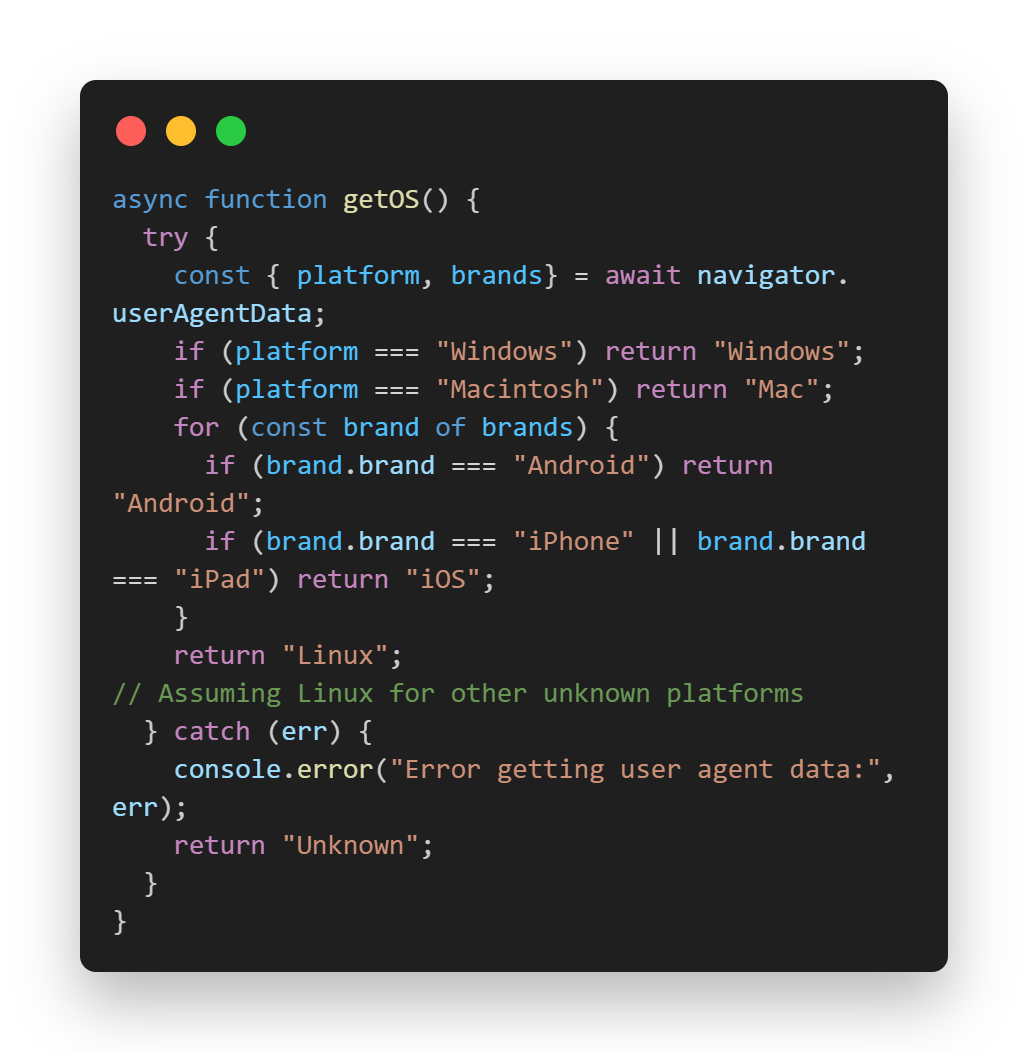 async function getOS() {
  try {
    const { platform, brands} = await navigator.
userAgentData;
    if (platform === "Windows") return "Windows";
    if (platform === "Macintosh") return "Mac";
    for (const brand of brands) {
      if (brand.brand === "Android") return
"Android";
      if (brand.brand === "iPhone" || brand.brand
=== "iPad") return "iOS";
    }
    return "Linux";
// Assuming Linux for other unknown platforms
  } catch (err) {
    console.error("Error getting user agent data:",
err);
    return "Unknown";
  }
}